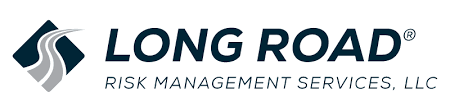 LONG ROAD®
RISK MANAGEMENT SERVICES, LLC